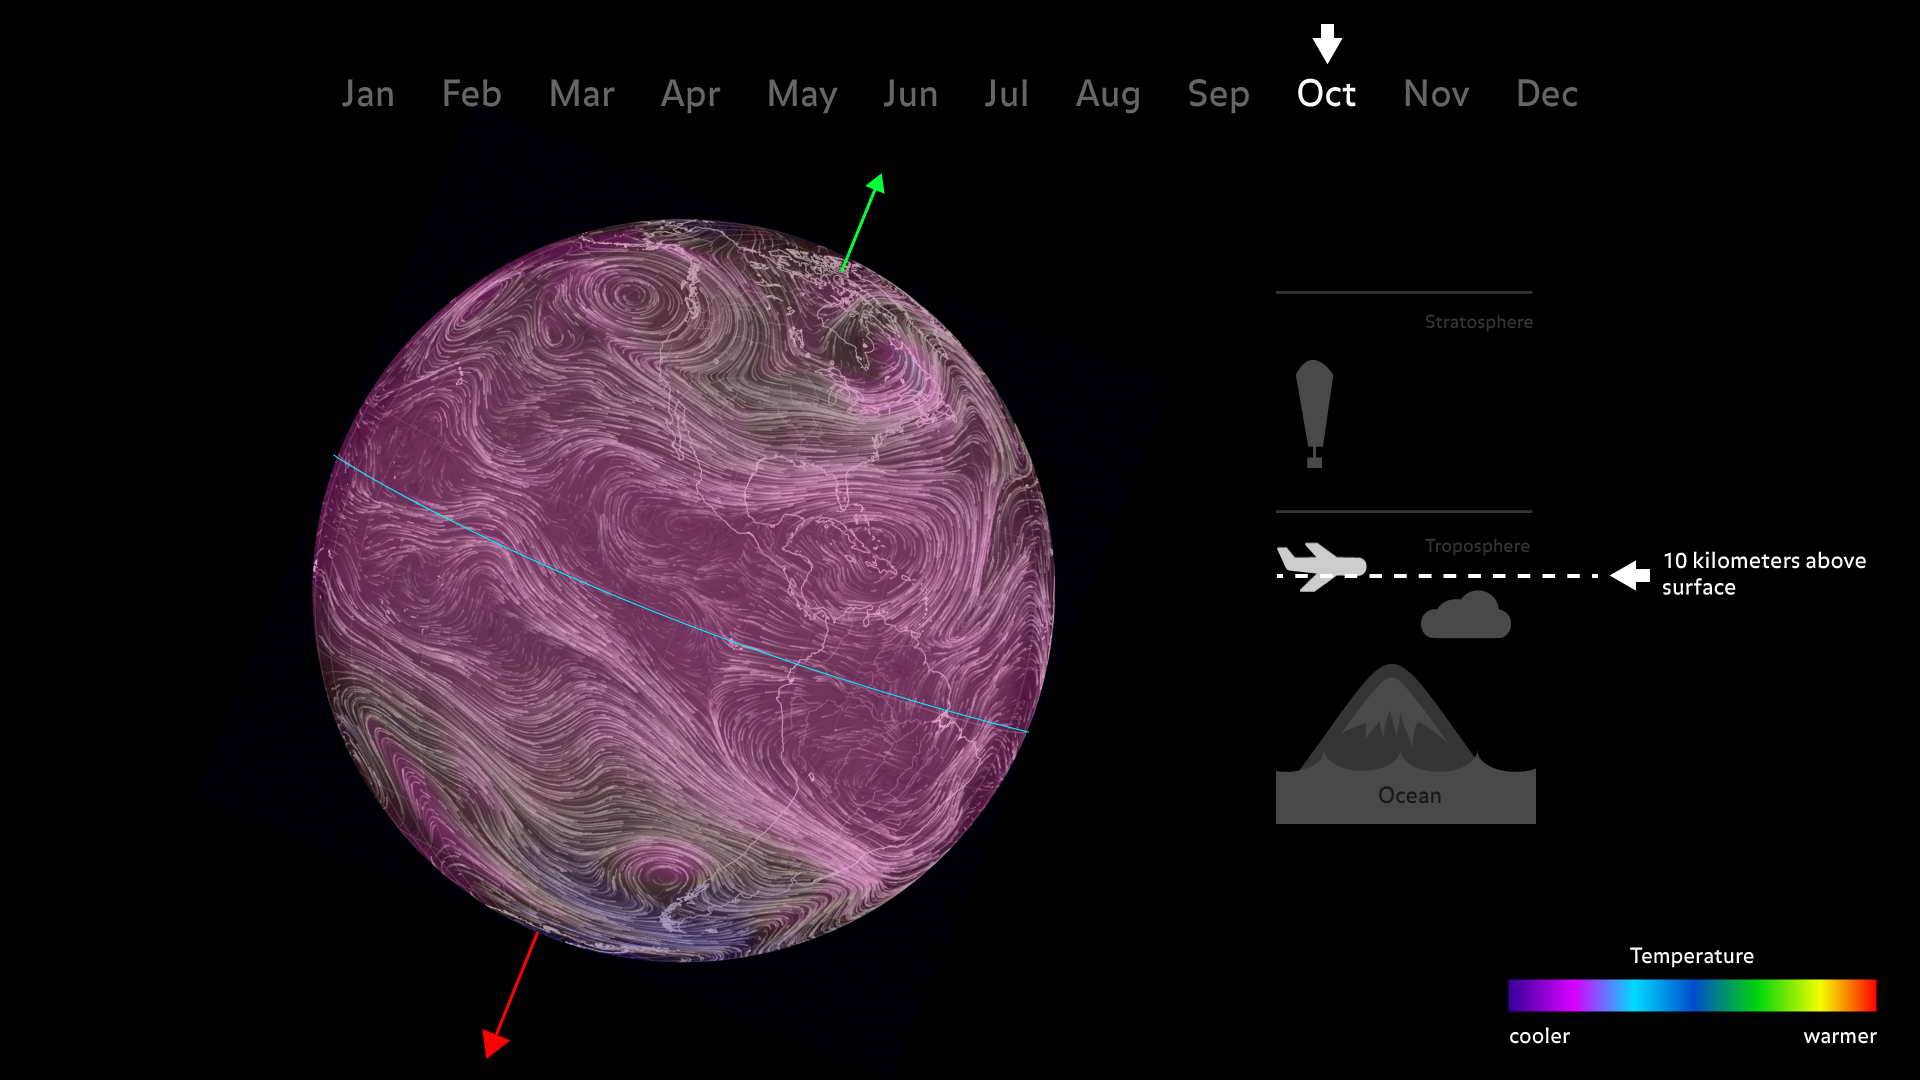 Jan Feb Mar Apr May Jun Jul Aug Sep Oct Nov Dec
Stratosphere
Troposphere
10 kilometers above
surface
Ocean
Temperature
cooler warmer